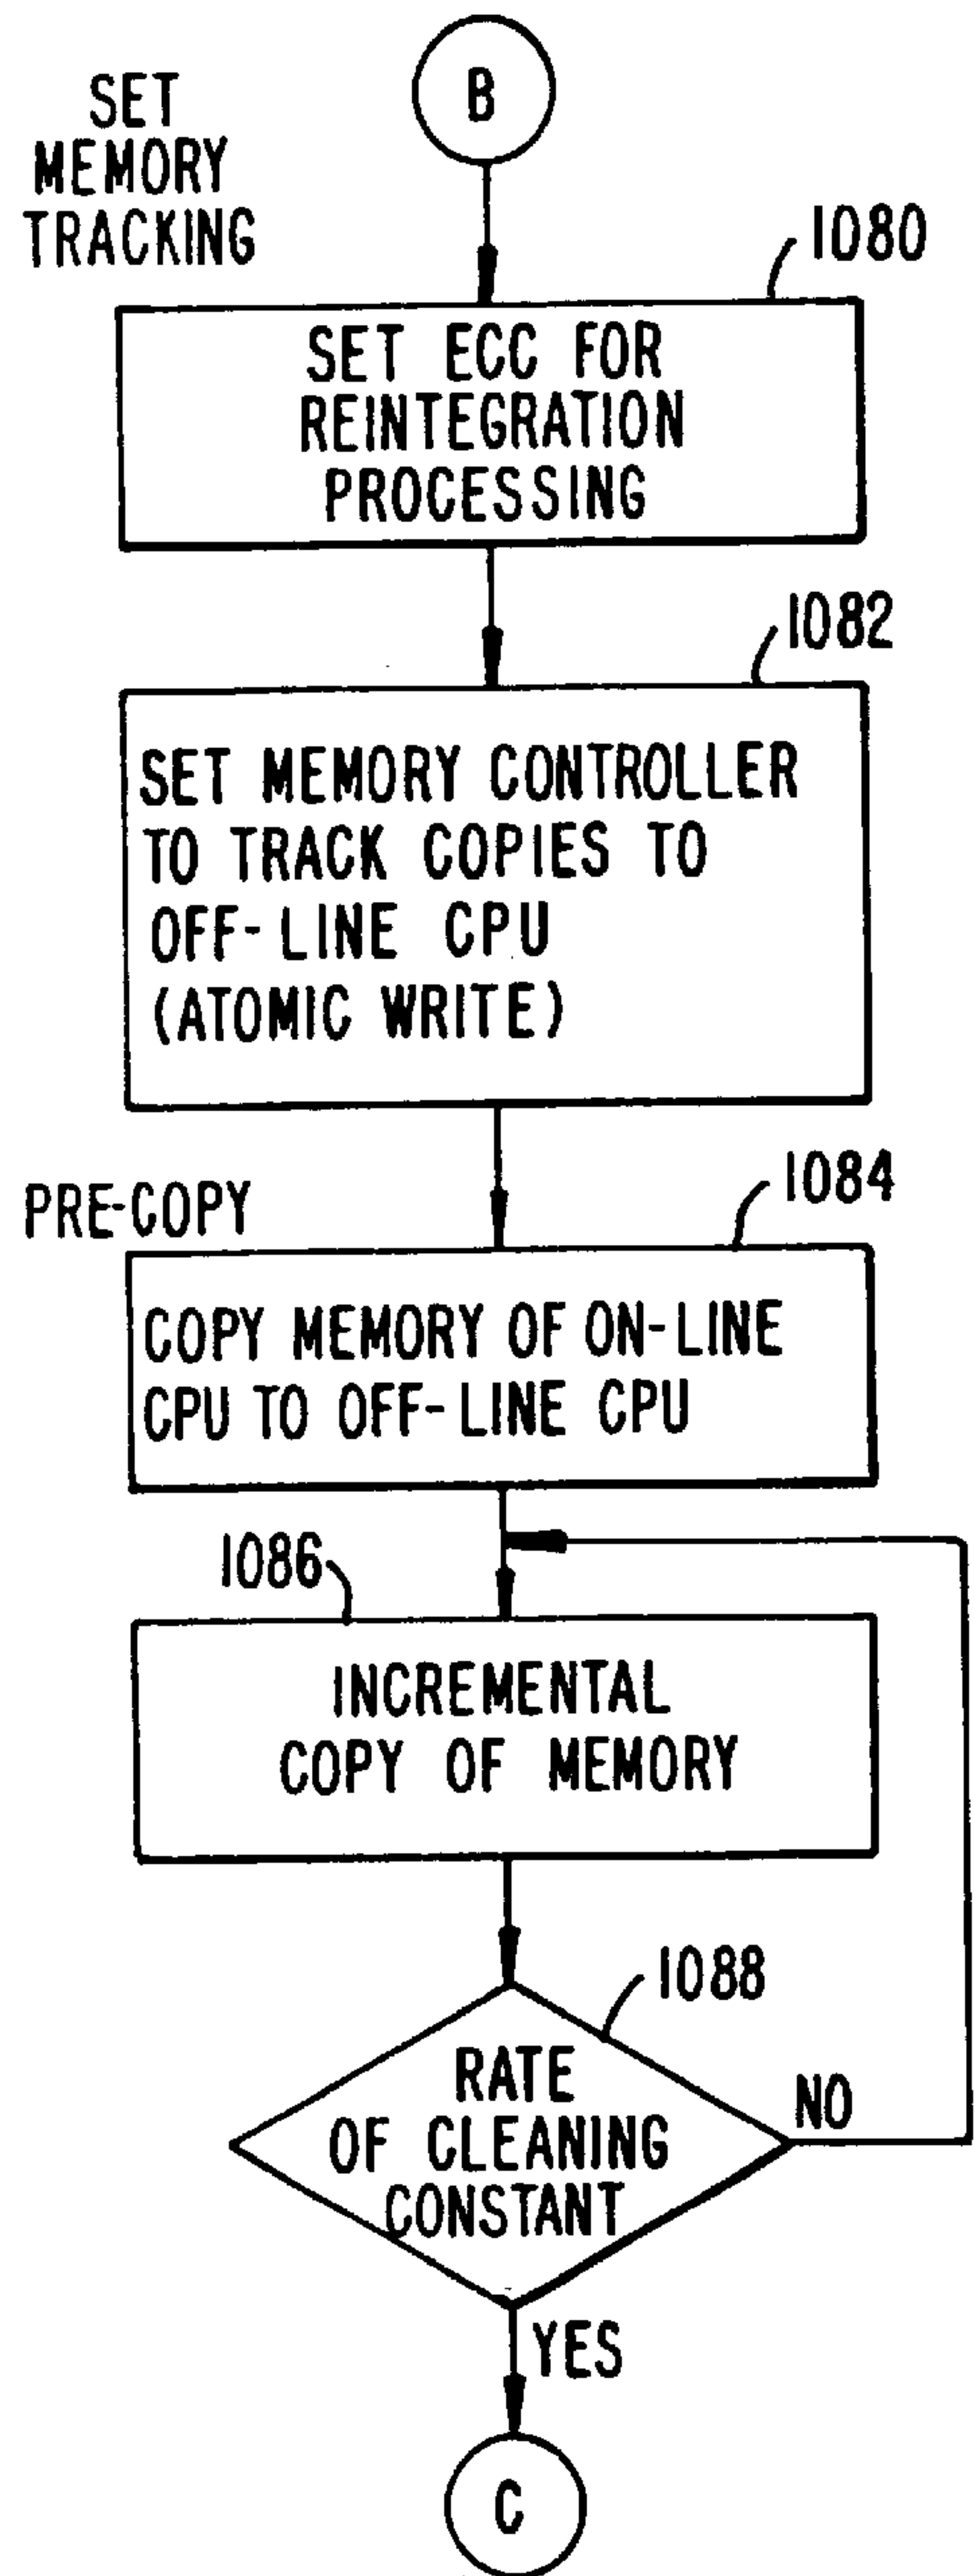 B
SET
MEMORY
TRACKING
1080
SET ECC FOR
REINTEGRATION
PROCESSING
1082
SET MEMORY CONTROLLER
TO TRACK COPIES TO
OFF-LINE CPU
(ATOMIC WRITE)
PRE-COPY
1084
COPY MEMORY OF ON-LINE
CPU TO OFF-LINE CPU
1086
INCREMENTAL
COPY OF MEMORY
1088
RATE
OF CLEANING
CONSTANT
NO
YES
C